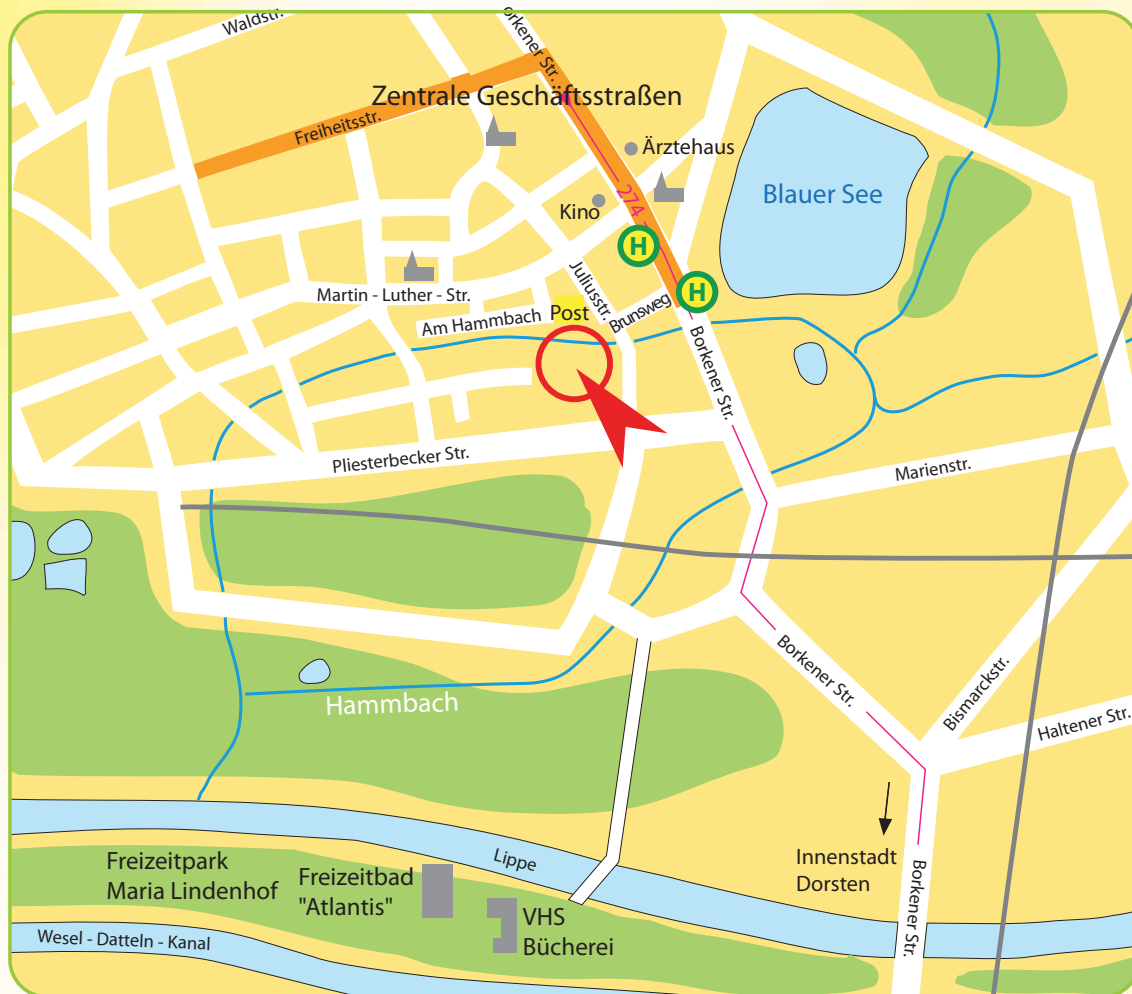 Waldstr.
orkener Str.
Zentrale Geschäftsstraßen
Freiheitsstr.
Ärztehaus
274
Kino
Blauer See
H
H
Juliusstr.
Martin - Luther - Str.
Am Hammbach
Post
Brunsweg
Borkener Str.
Pliesterbecker Str.
Marienstr.
Borkener Str.
Hammbach
Bismarckstr.
Haltener Str.
Lippe
Innenstadt
Dorsten
Borkener Str.
Freizeitpark
Maria Lindenhof
Freizeitbad
"Atlantis"
VHS
Bücherei
Wesel - Datteln - Kanal